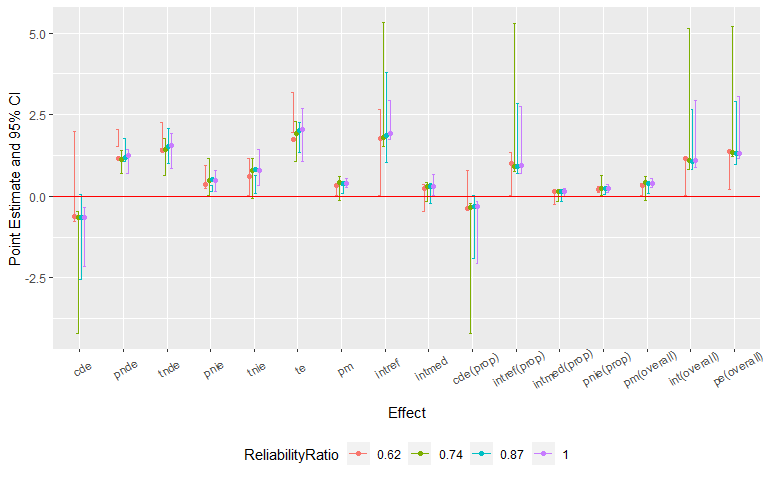 Point Estimate and 95% CI
5.0
2.5
0.0
-2.5
cde
pnde
tnde
pnie
tnie
te
pm
intref
intmed
cde(prop)
intref(prop)
intmed(prop)
pnie(prop)
pm(overall)
int(overall)
pe(overall)
Effect
ReliabilityRatio 0.62 0.74 0.87 1